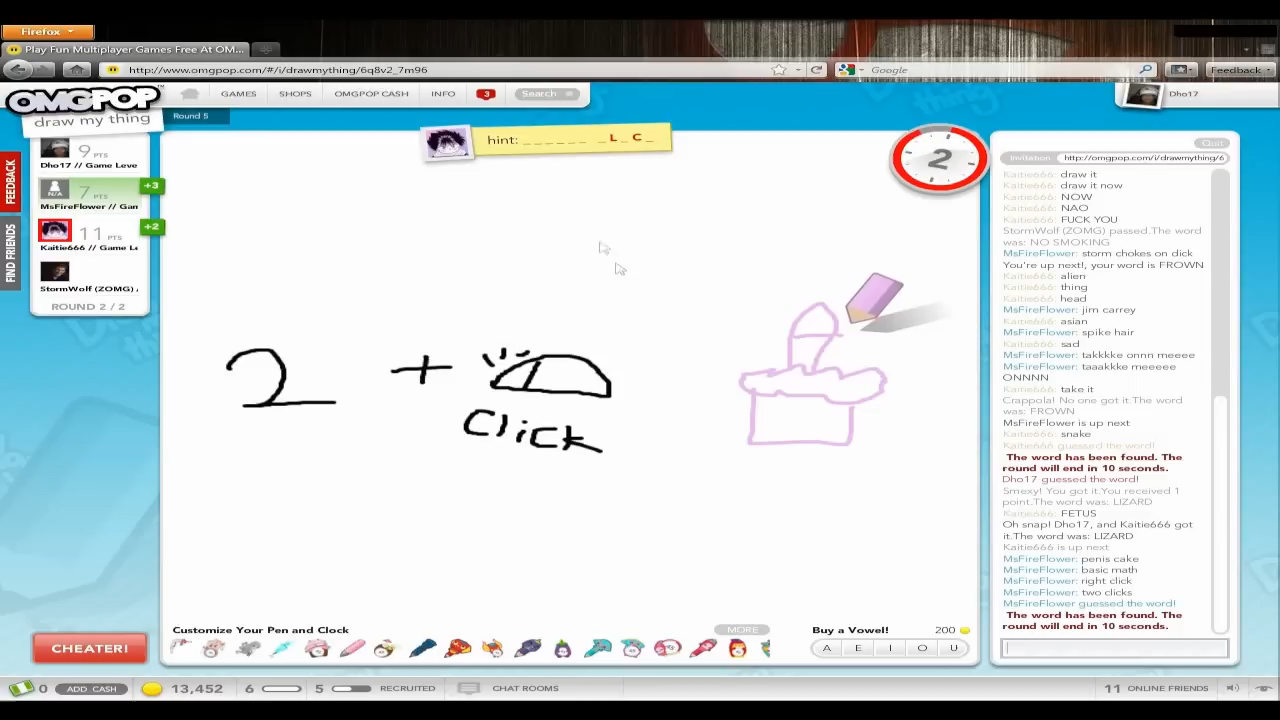 Firefox
Play Fun Multiplayer Games Free At OM...
http://www.omgpop.com/#/i/drawmything/6q8v2_7m96
Google
Feedback
OMGPOP
draw my thing
GAMES
SHOPS
OMGPOP CASH
INFO
3
Search
Dho17
Round 5
FEEDBACK
FIND FRIENDS
9 PTS
Dho17 // Game Leve
N/A
7 PTS
+3
MsFireFlower // Gam
11 PTS
+2
Kaitie666 // Game Le
StormWolf (ZOMG) /
ROUND 2 / 2
hint: _ _ _ _ _ _ _ L _ C _
2
2 +
Click
Quit
Invitation http://omgpop.com/i/drawmything/6
Kaitie666: draw it
Kaitie666: draw it now
Kaitie666: NOW
Kaitie666: NAO
Kaitie666: FUCK YOU
StormWolf (ZOMG) passed.The word
was: NO SMOKING
MsFireFlower: storm chokes on dick
You're up next!, your word is FROWN
Kaitie666: alien
Kaitie666: thing
Kaitie666: head
MsFireFlower: jim carrey
Kaitie666: asian
MsFireFlower: spike hair
Kaitie666: sad
MsFireFlower: takkkke onnn meeee
MsFireFlower: taaakkke meeeee
ONNNN
Kaitie666: take it
Crappola! No one got it.The word
was: FROWN
MsFireFlower is up next
Kaitie666: snake
Kaitie666 guessed the word!
The word has been found. The
round will end in 10 seconds.
Dho17 guessed the word!
Smexy! You got it.You received 1
point.The word was: LIZARD
Kaitie666: FETUS
Oh snap! Dho17, and Kaitie666 got
it.The word was: LIZARD
Kaitie666 is up next
MsFireFlower: penis cake
MsFireFlower: basic math
MsFireFlower: right click
MsFireFlower: two clicks
MsFireFlower guessed the word!
The word has been found. The
round will end in 10 seconds.
Customize Your Pen and Clock
MORE
Buy a Vowel!
200
A E I O U
CHEATER!
0
ADD CASH
13,452
6
5
RECRUITED
CHAT ROOMS
11 ONLINE FRIENDS